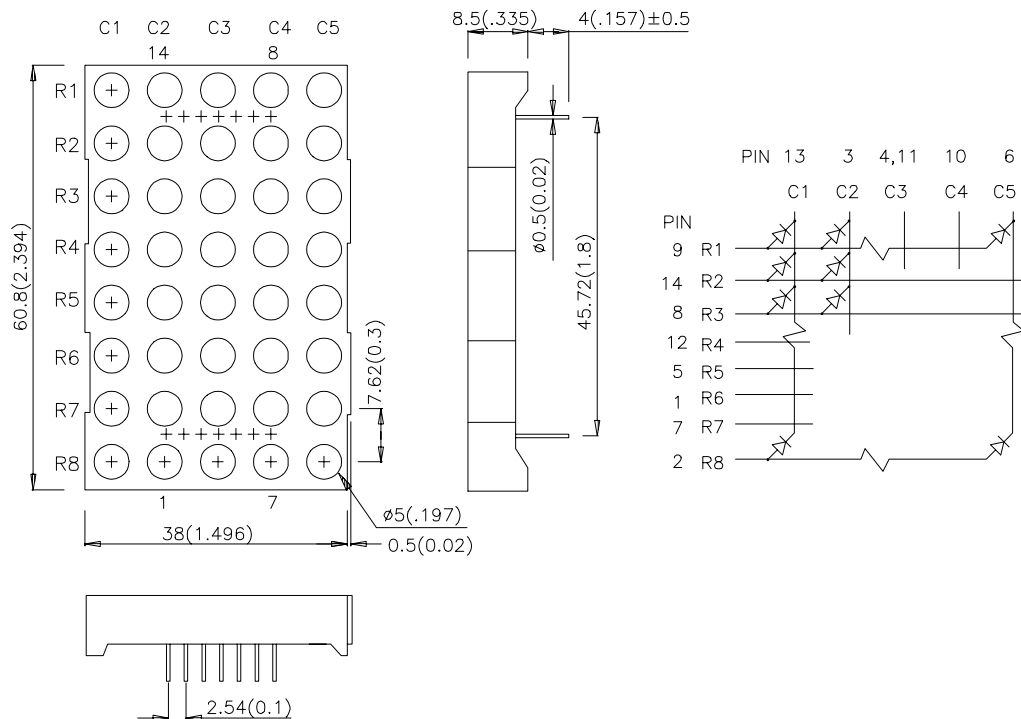 C1 C2 C3 C4 C5
14 8
R1
R2
R3
R4
R5
R6
R7
R8
1 7
60.8(2.394)
38(1.496)
0.5(0.02)
ø5(.197)
7.62(0.3)
8.5(.335) 4(.157)±0.5
ø0.5(0.02)
45.72(1.8)
PIN 13 3 4,11 10 6
C1 C2 C3 C4 C5
PIN
9 R1
14 R2
8 R3
12 R4
5 R5
1 R6
7 R7
2 R8
2.54(0.1)